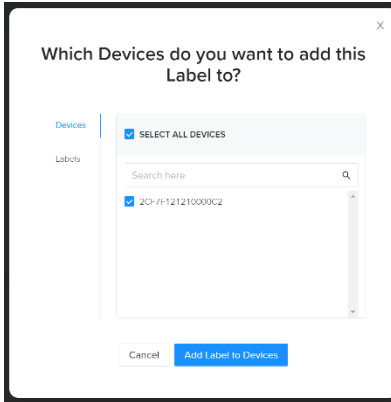 Which Devices do you want to add this
Label to?
Devices
SELECT ALL DEVICES
Labels
Search here
2CF7F121210000C2
Cancel
Add Label to Devices